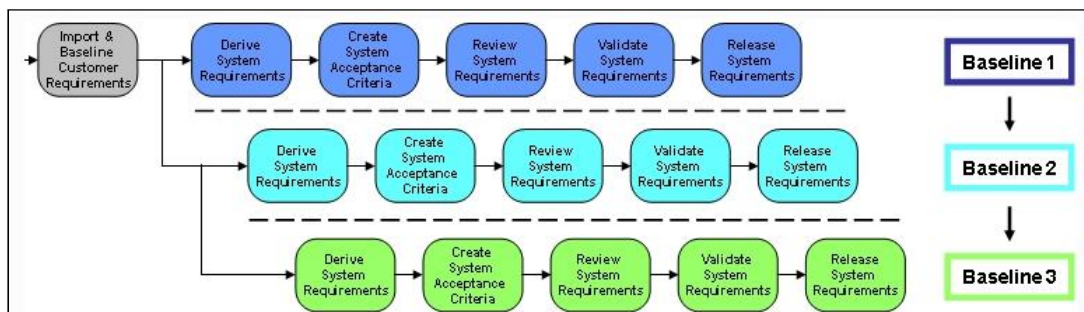 Import &
Baseline
Customer
Requirements
Derive
System
Requirements
Create
System
Acceptance
Criteria
Review
System
Requirements
Validate
System
Requirements
Release
System
Requirements
Baseline 1
Derive
System
Requirements
Create
System
Acceptance
Criteria
Review
System
Requirements
Validate
System
Requirements
Release
System
Requirements
Baseline 2
Derive
System
Requirements
Create
System
Acceptance
Criteria
Review
System
Requirements
Validate
System
Requirements
Release
System
Requirements
Baseline 3